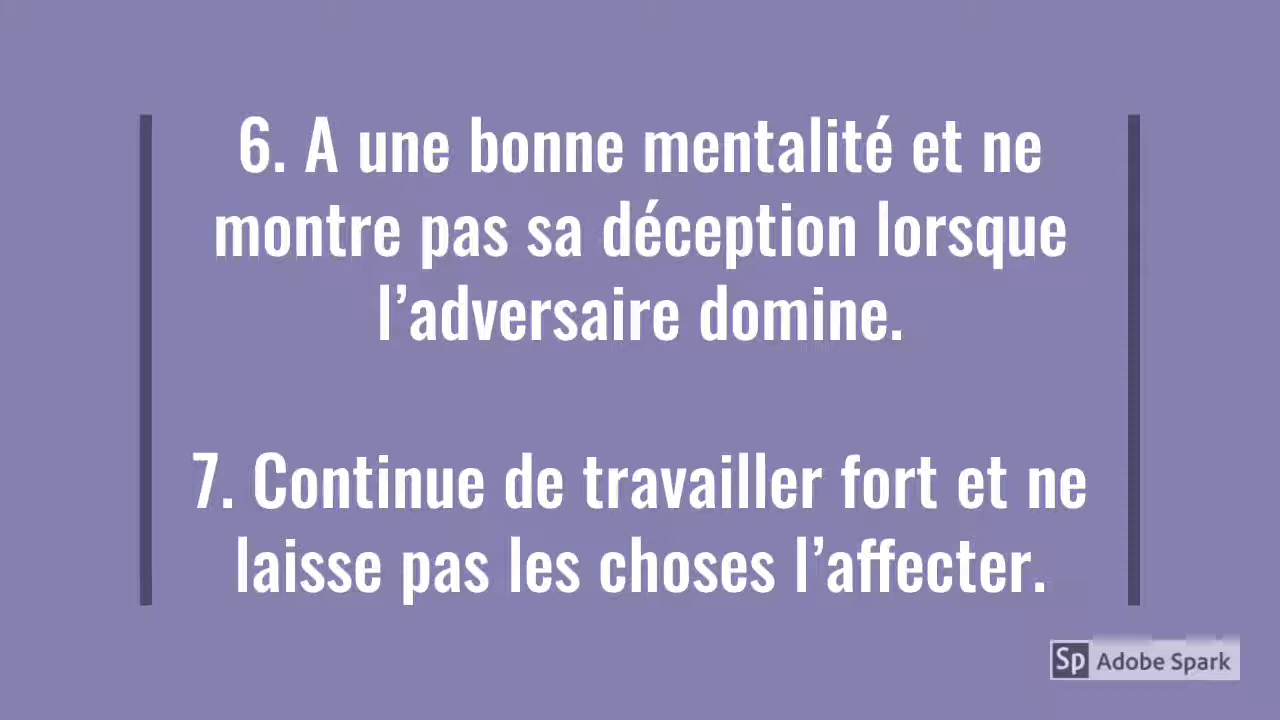 6. A une bonne mentalité et ne
montre pas sa déception lorsque
l’adversaire domine.
7. Continue de travailler fort et ne
laisse pas les choses l’affecter.
Sp Adobe Spark